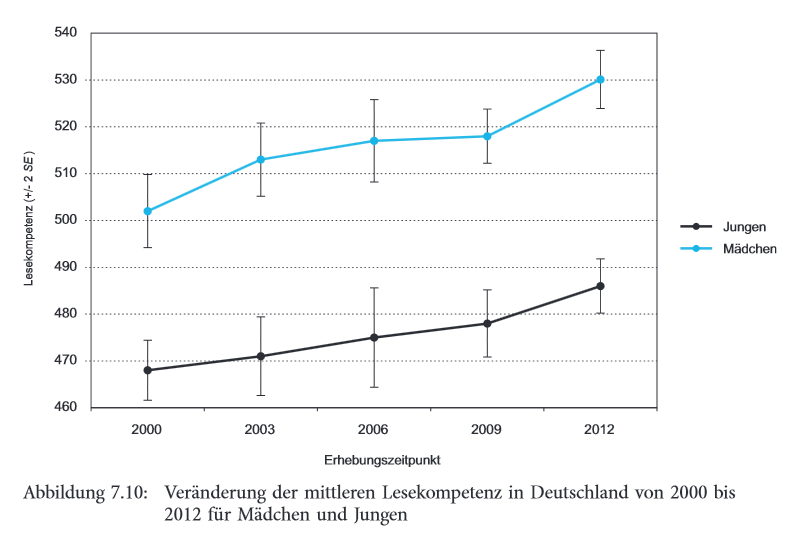 540
530
520
510
500
490
480
470
460
Lesekompetenz (+/- 2 SE)
2000 2003 2006 2009 2012
Erhebungszeitpunkt
Jungen
Mädchen
Abbildung 7.10: Veränderung der mittleren Lesekompetenz in Deutschland von 2000 bis
2012 für Mädchen und Jungen